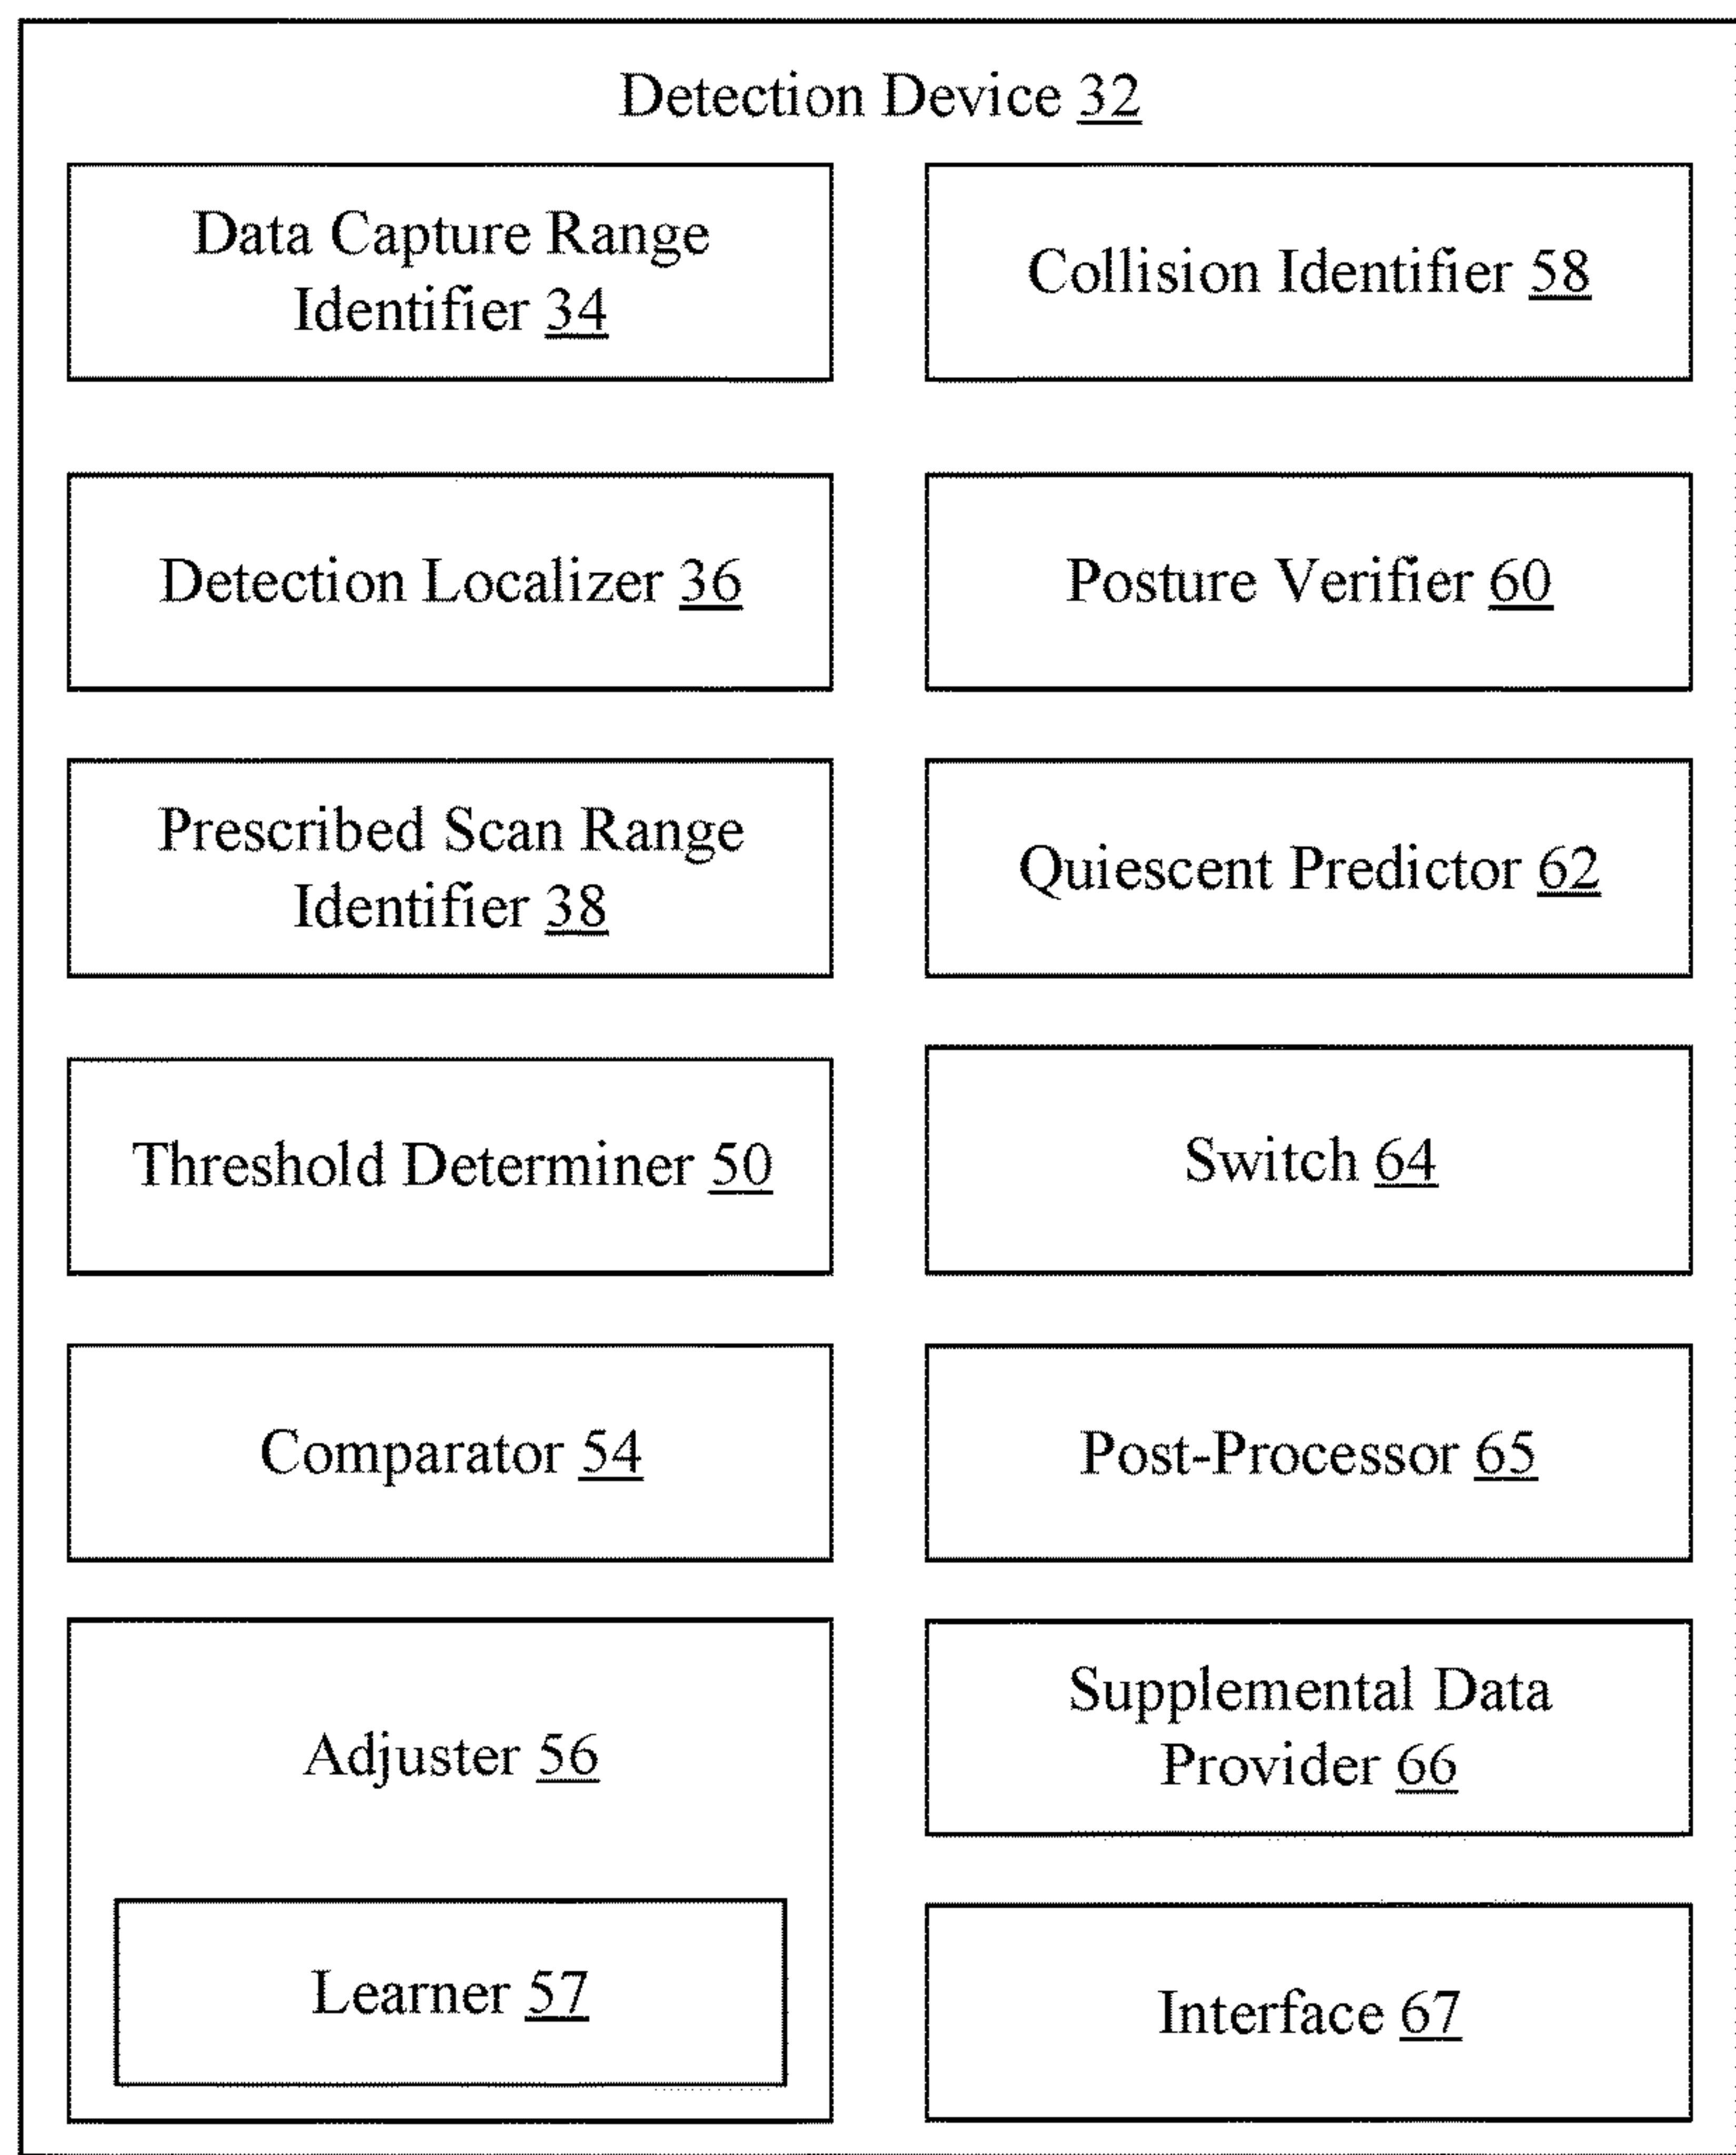 Detection Device 32
Data Capture Range
Identifier 34
Collision Identifier 58
Detection Localizer 36
Posture Verifier 60
Prescribed Scan Range
Identifier 38
Quiescent Predictor 62
Threshold Determiner 50
Switch 64
Comparator 54
Post-Processor 65
Adjuster 56
Learner 57
Supplemental Data
Provider 66
Interface 67